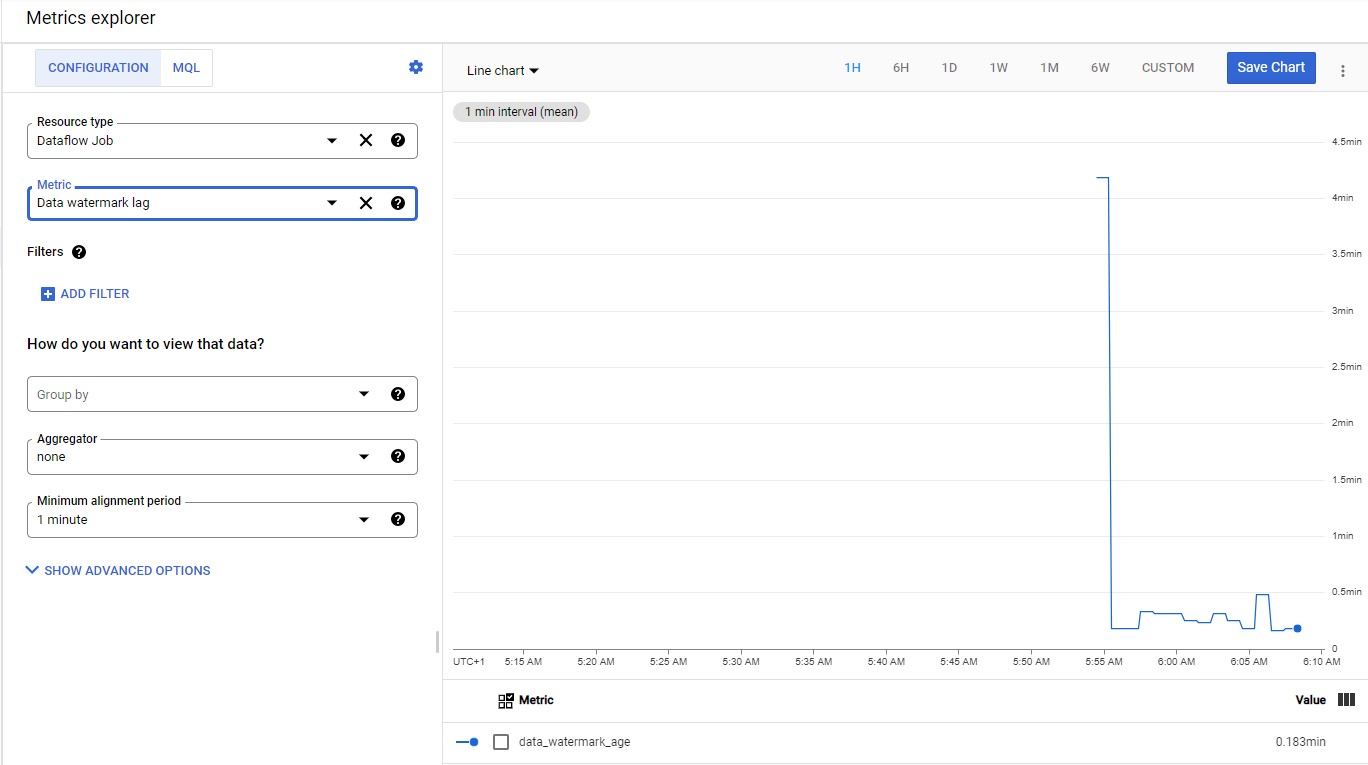 Metrics explorer
CONFIGURATION MQL
Resource type
Dataflow Job
Metric
Data watermark lag
Filters
ADD FILTER
How do you want to view that data?
Group by
Aggregator
none
Minimum alignment period
1 minute
SHOW ADVANCED OPTIONS
Line chart 1H 6H 1D 1W 1M 6W CUSTOM Save Chart
1 min interval (mean)
4.5min
4min
3.5min
3min
2.5min
2min
1.5min
1min
0.5min
0
UTC+1 5:15 AM 5:20 AM 5:25 AM 5:30 AM 5:35 AM 5:40 AM 5:45 AM 5:50 AM 5:55 AM 6:00 AM 6:05 AM 6:10 AM
Metric Value
data_watermark_age 0.183min